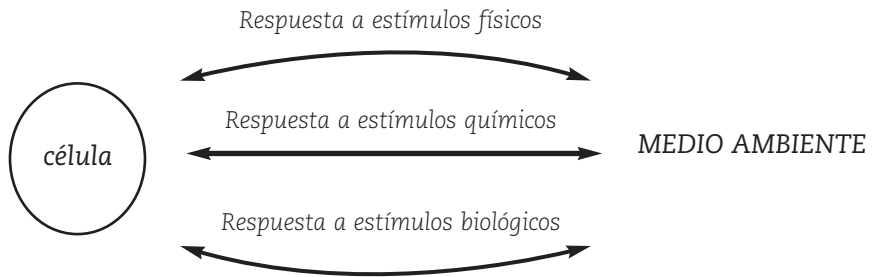 Respuesta a estímulos físicos
Respuesta a estímulos químicos
célula
MEDIO AMBIENTE
Respuesta a estímulos biológicos